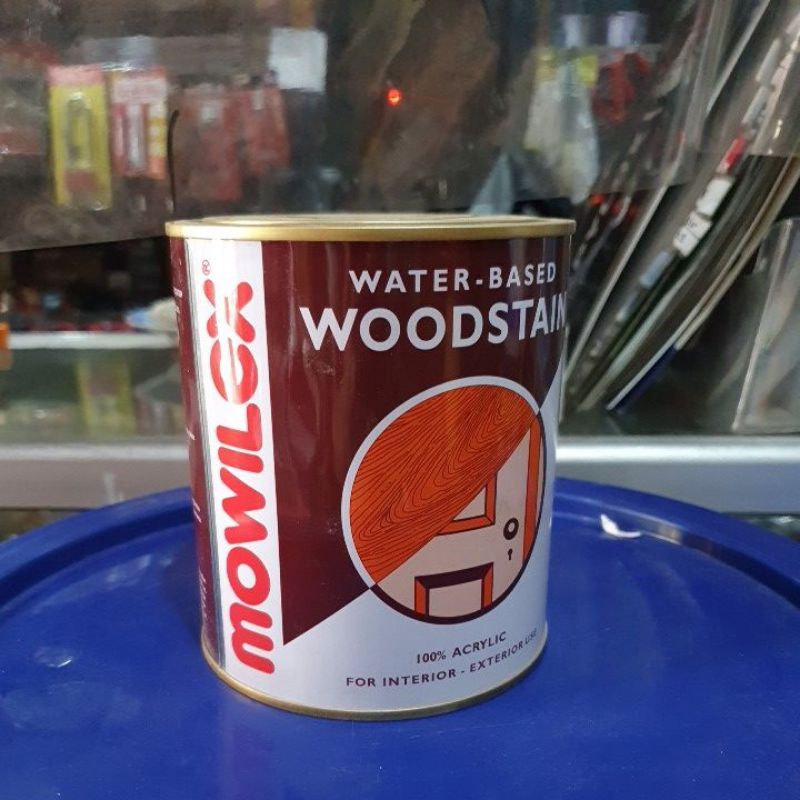 mowilex®
WATER-BASED
WOODSTAIN
100% ACRYLIC
FOR INTERIOR - EXTERIOR USE